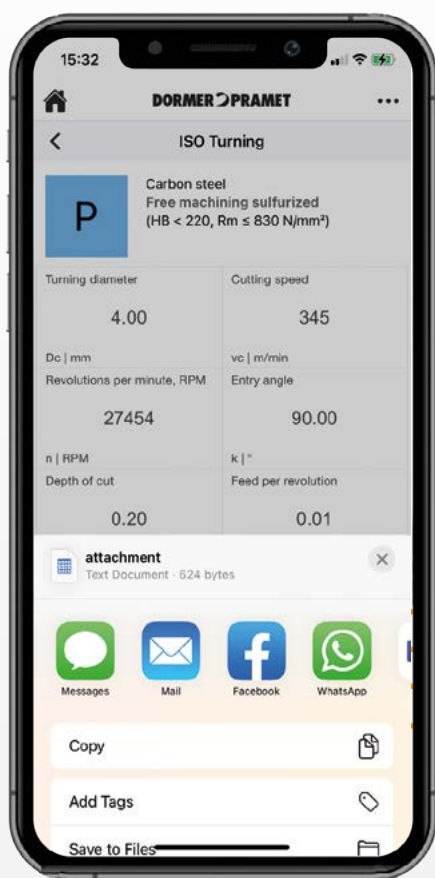 15:32
DORMER PRAMET
ISO Turning
P
Carbon steel
Free machining sulfurized
(HB < 220, Rm ≤ 830 N/mm²)
Turning diameter
Cutting speed
4.00
345
Dc | mm
vc | m/min
Revolutions per minute, RPM
Entry angle
27454
90.00
n | RPM
k | °
Depth of cut
Feed per revolution
0.20
0.01
attachment
Text Document · 624 bytes
Messages
Mail
Facebook
WhatsApp
Copy
Add Tags
Save to Files